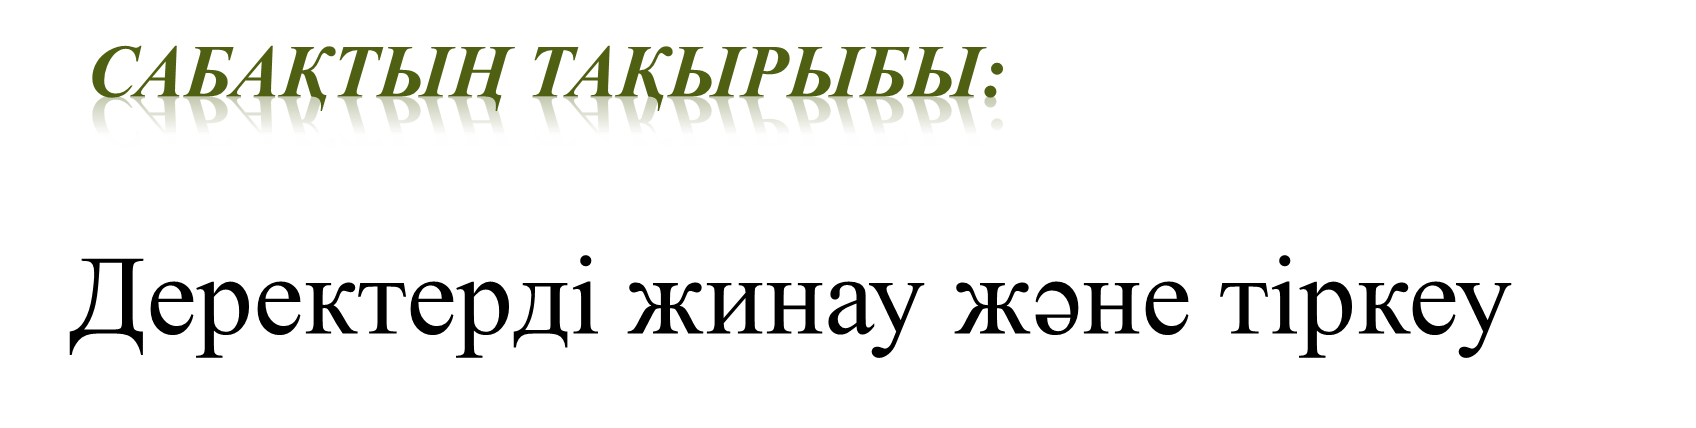 САБАҚТЫҢ ТАҚЫРЫБЫ:
Деректерді жинау және тіркеу